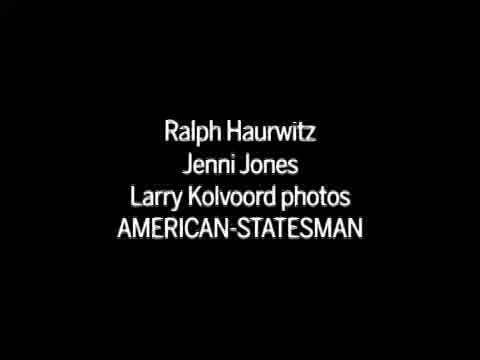 Ralph Haurwitz
Jenni Jones
Larry Kolvoord photos
AMERICAN-STATESMAN